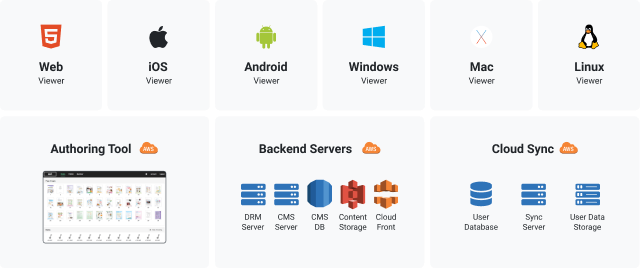 Web
Viewer
iOS
Viewer
Android
Viewer
Windows
Viewer
Mac
Viewer
Linux
Viewer
Authoring Tool AWS
Backend Servers AWS
DRM
Server
CMS
Server
CMS
DB
Content
Storage
Cloud
Front
Cloud Sync AWS
User
Database
Sync
Server
User Data
Storage